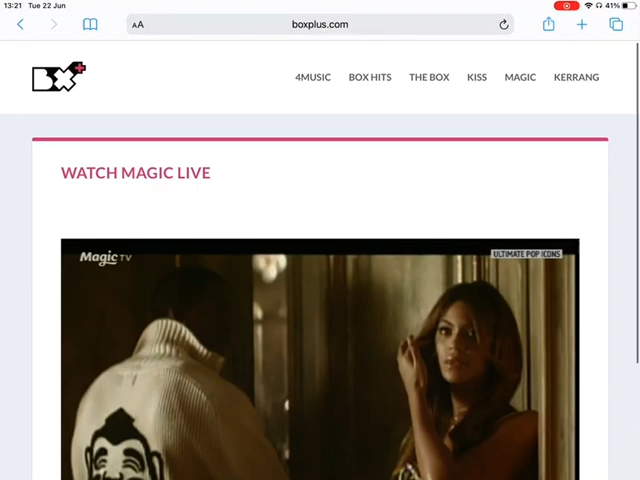 13:21 Tue 22 Jun 41%
AA boxplus.com
BOX+
4MUSIC BOX HITS THE BOX KISS MAGIC KERRANG
WATCH MAGIC LIVE
Magic TV ULTIMATE POP ICONS